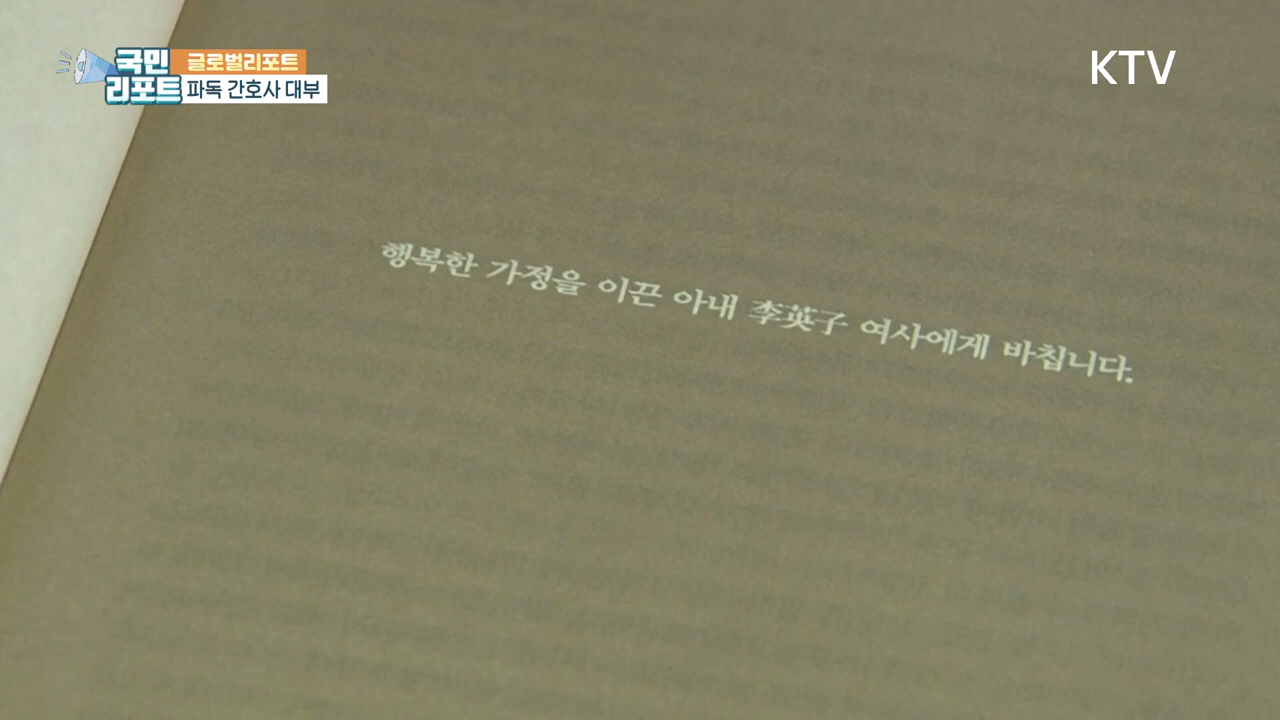 국민
리포트
글로벌리포트
파독 간호사 대부
KTV
행복한 가정을 이끈 아내 李英子 여사에게 바칩니다.